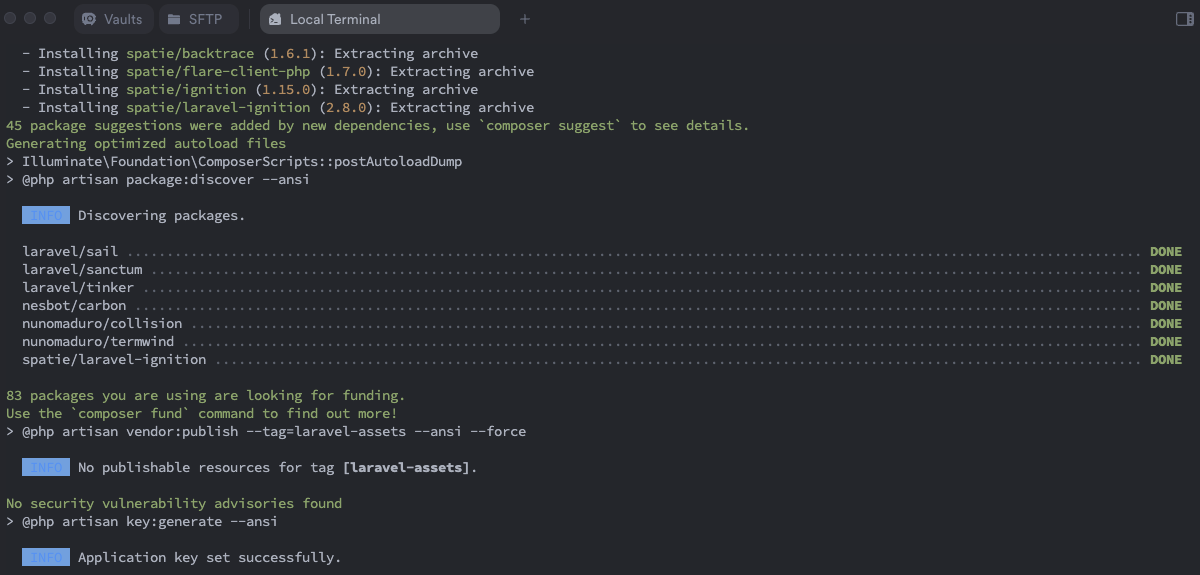 Vaults SFTP Local Terminal +
- Installing spatie/backtrace (1.6.1): Extracting archive
- Installing spatie/flare-client-php (1.7.0): Extracting archive
- Installing spatie/ignition (1.15.0): Extracting archive
- Installing spatie/laravel-ignition (2.8.0): Extracting archive
45 package suggestions were added by new dependencies, use `composer suggest` to see details.
Generating optimized autoload files
> Illuminate\Foundation\ComposerScripts::postAutoloadDump
> @php artisan package:discover --ansi
INFO Discovering packages.
laravel/sail ........................................................................................................................ DONE
laravel/sanctum ..................................................................................................................... DONE
laravel/tinker ...................................................................................................................... DONE
nesbot/carbon ....................................................................................................................... DONE
nunomaduro/collision ................................................................................................................ DONE
nunomaduro/termwind ................................................................................................................. DONE
spatie/laravel-ignition ............................................................................................................. DONE
83 packages you are using are looking for funding.
Use the `composer fund` command to find out more!
> @php artisan vendor:publish --tag=laravel-assets --ansi --force
INFO No publishable resources for tag [laravel-assets].
No security vulnerability advisories found
> @php artisan key:generate --ansi
INFO Application key set successfully.